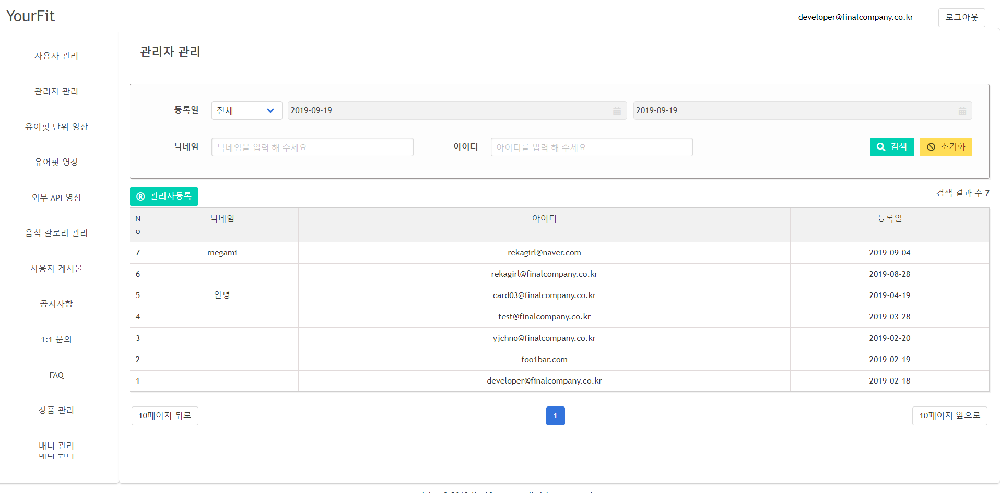 YourFit
developer@finalcompany.co.kr
로그아웃
사용자 관리
관리자 관리
유어핏 단위 영상
유어핏 영상
외부 API 영상
음식 칼로리 관리
사용자 게시물
공지사항
1:1 문의
FAQ
상품 관리
배너 관리
관리자 관리
등록일 전체 2019-09-19 2019-09-19
닉네임 닉네임을 입력 해 주세요 아이디 아이디를 입력 해 주세요 검색 초기화
관리자등록 검색 결과 수 7
No 닉네임 아이디 등록일
7 megami rekagirl@naver.com 2019-09-04
6 rekagirl@finalcompany.co.kr 2019-08-28
5 안녕 card03@finalcompany.co.kr 2019-04-19
4 test@finalcompany.co.kr 2019-03-28
3 yjchno@finalcompany.co.kr 2019-02-20
2 foo1bar.com 2019-02-19
1 developer@finalcompany.co.kr 2019-02-18
10페이지 뒤로 1 10페이지 앞으로